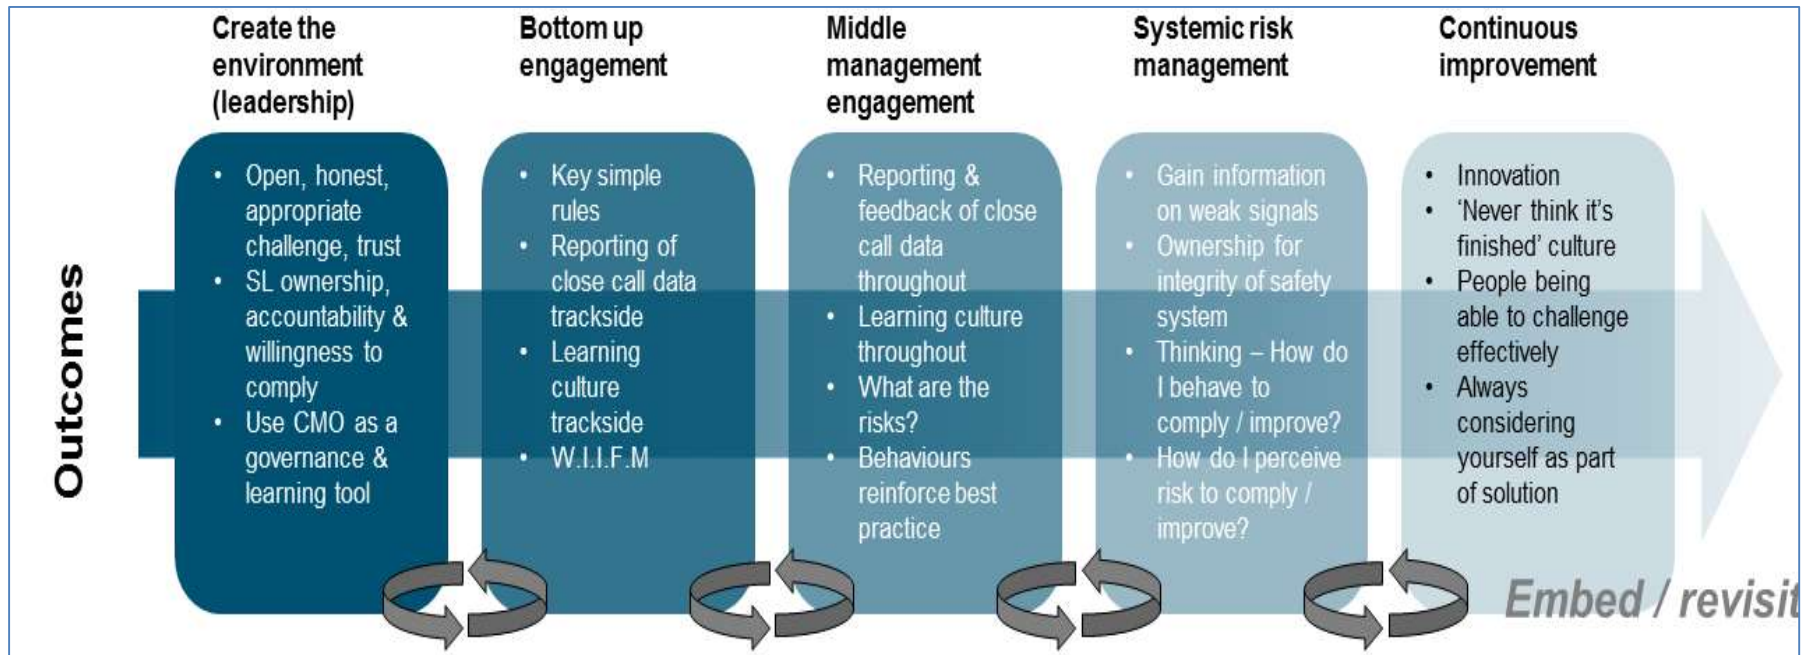 Create the
environment
(leadership)
Bottom up
engagement
Middle
management
engagement
Systemic risk
management
Continuous
improvement
Outcomes
• Open, honest,
appropriate
challenge, trust
• SL ownership,
accountability &
willingness to
comply
• Use CMO as a
governance &
learning tool
• Key simple
rules
• Reporting of
close call data
trackside
• Learning
culture
trackside
• W.I.I.F.M
• Reporting &
feedback of close
call data
throughout
• Learning culture
throughout
• What are the
risks?
• Behaviours
reinforce best
practice
• Gain information
on weak signals
• Ownership for
integrity of safety
system
• Thinking – How do
I behave to
comply / improve?
• How do I perceive
risk to comply /
improve?
• Innovation
• ‘Never think it’s
finished’ culture
• People being
able to challenge
effectively
• Always
considering
yourself as part
of solution
Embed / revisit